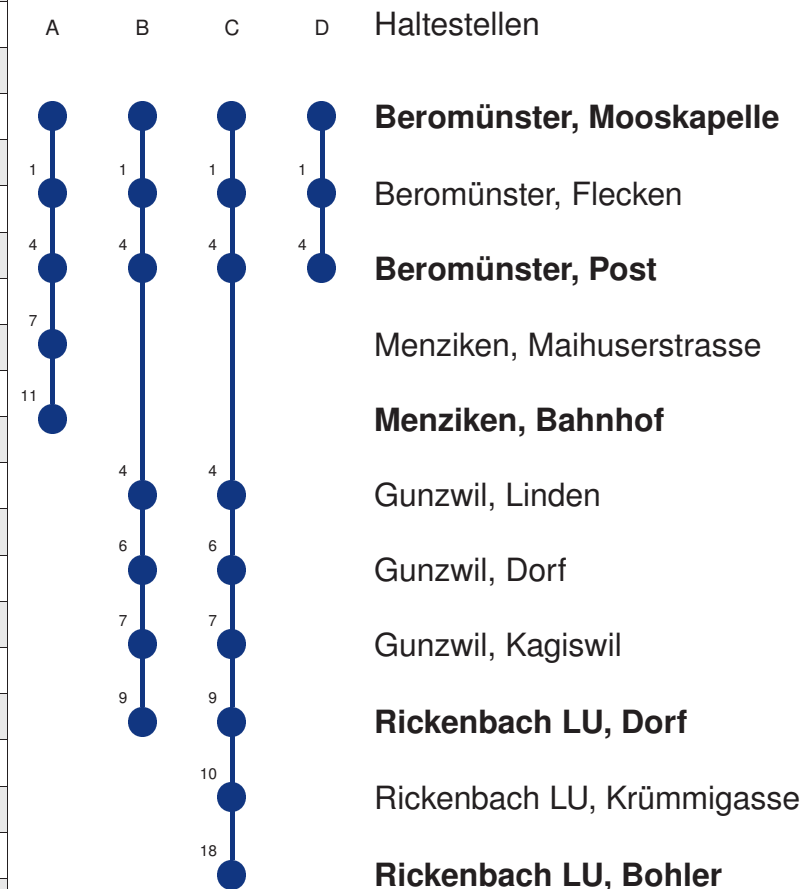 A B C D Haltestellen
Beromünster, Mooskapelle
1 1 1 1 Beromünster, Flecken
4 4 4 4 Beromünster, Post
7 Menziken, Maihuserstrasse
11 Menziken, Bahnhof
4 4 Gunzwil, Linden
6 6 Gunzwil, Dorf
7 7 Gunzwil, Kagiswil
9 9 Rickenbach LU, Dorf
10 Rickenbach LU, Krümmigasse
18 Rickenbach LU, Bohler